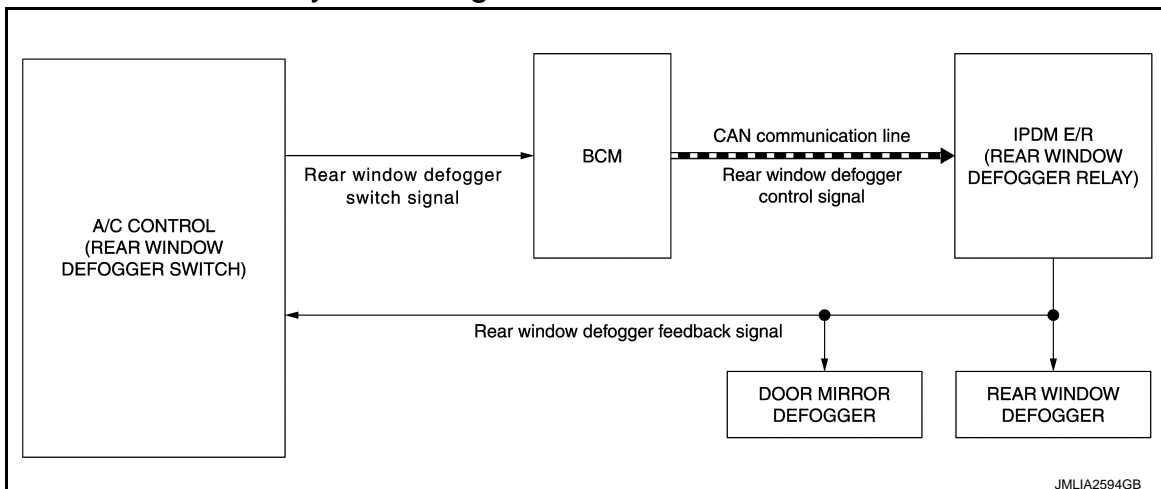 A/C CONTROL
(REAR WINDOW
DEFOGGER SWITCH)
Rear window defogger
switch signal
BCM
CAN communication line
Rear window defogger
control signal
IPDM E/R
(REAR WINDOW
DEFOGGER RELAY)
Rear window defogger feedback signal
DOOR MIRROR
DEFOGGER
REAR WINDOW
DEFOGGER
JMLIA2594GB